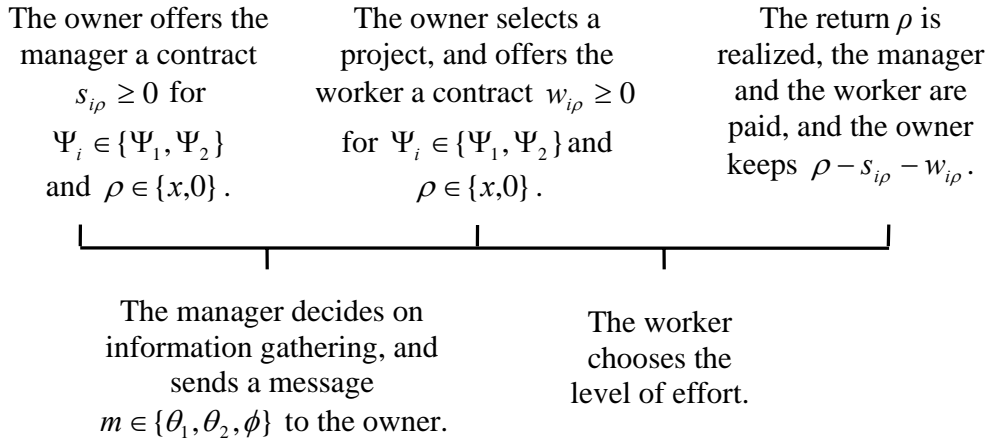 The owner offers the
manager a contract
s_{iρ} ≥ 0 for
Ψ_i ∈ {Ψ_1, Ψ_2}
and ρ ∈ {x,0}.
The owner selects a
project, and offers the
worker a contract w_{iρ} ≥ 0
for Ψ_i ∈ {Ψ_1, Ψ_2} and
ρ ∈ {x,0}.
The return ρ is
realized, the manager
and the worker are
paid, and the owner
keeps ρ − s_{iρ} − w_{iρ}.
The manager decides on
information gathering, and
sends a message
m ∈ {θ_1, θ_2, ϕ} to the owner.
The worker
chooses the
level of effort.